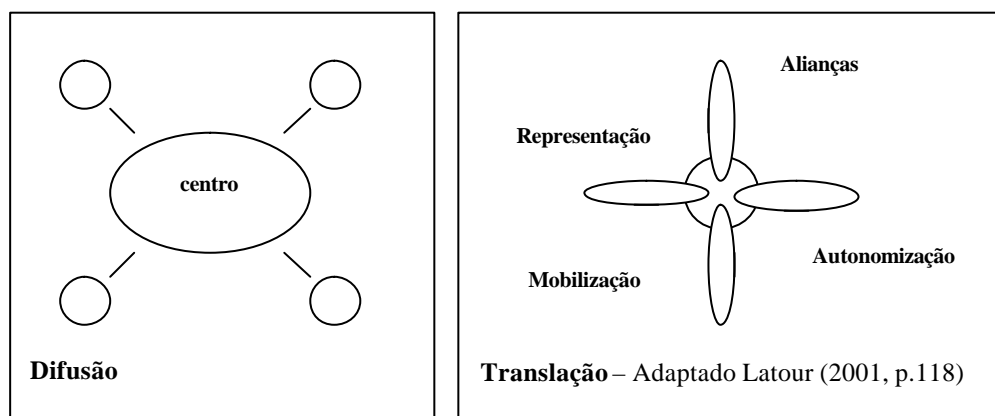 centro
Difusão
Alianças
Representação
Mobilização
Autonomização
Translação – Adaptado Latour (2001, p.118)